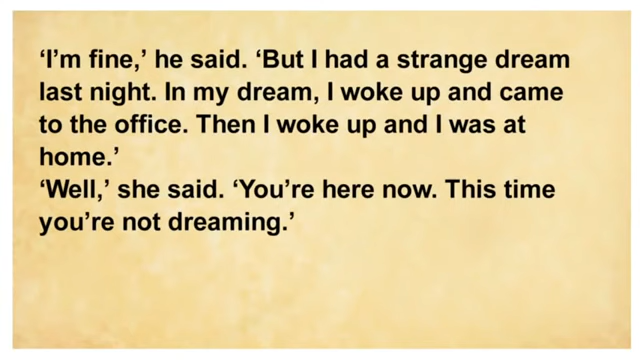 ‘I’m fine,’ he said. ‘But I had a strange dream
last night. In my dream, I woke up and came
to the office. Then I woke up and I was at
home.’
‘Well,’ she said. ‘You’re here now. This time
you’re not dreaming.’